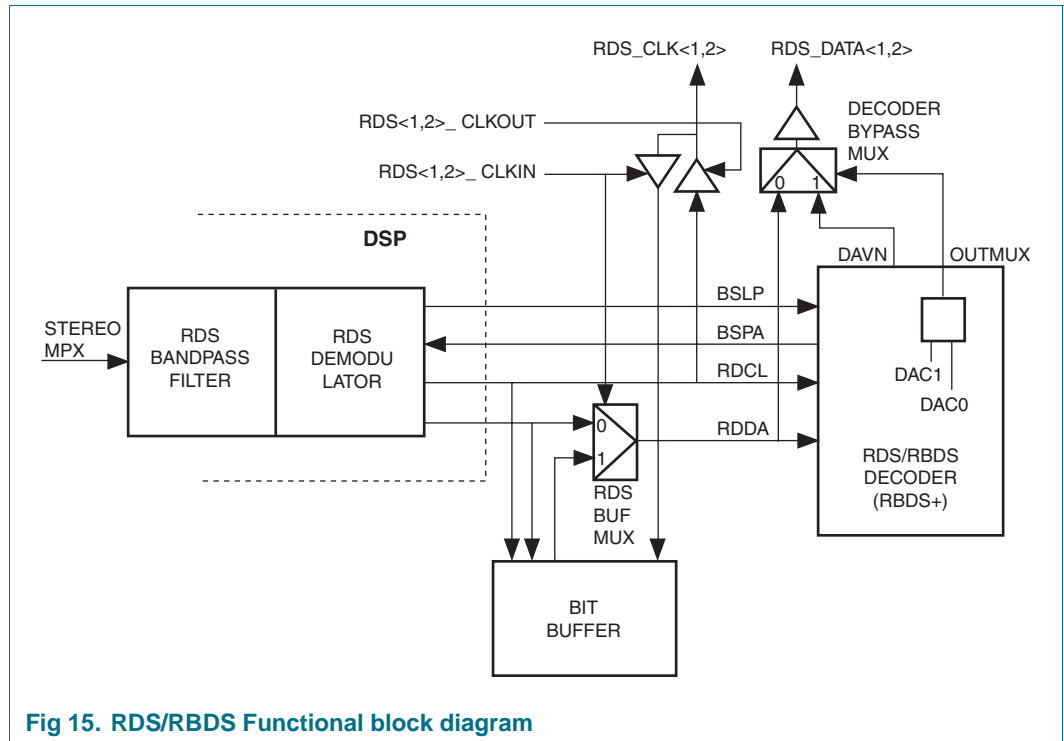 RDS_CLK<1,2>
RDS_DATA<1,2>
RDS<1,2>_ CLKOUT
RDS<1,2>_ CLKIN
DECODER
BYPASS
MUX
0 1
DSP
DAVN
OUTMUX
STEREO
MPX
RDS
BANDPASS
FILTER
RDS
DEMODU
LATOR
BSLP
BSPA
RDCL
RDDA
0
1
RDS
BUF
MUX
DAC1
DAC0
RDS/RBDS
DECODER
(RBDS+)
BIT
BUFFER
Fig 15. RDS/RBDS Functional block diagram